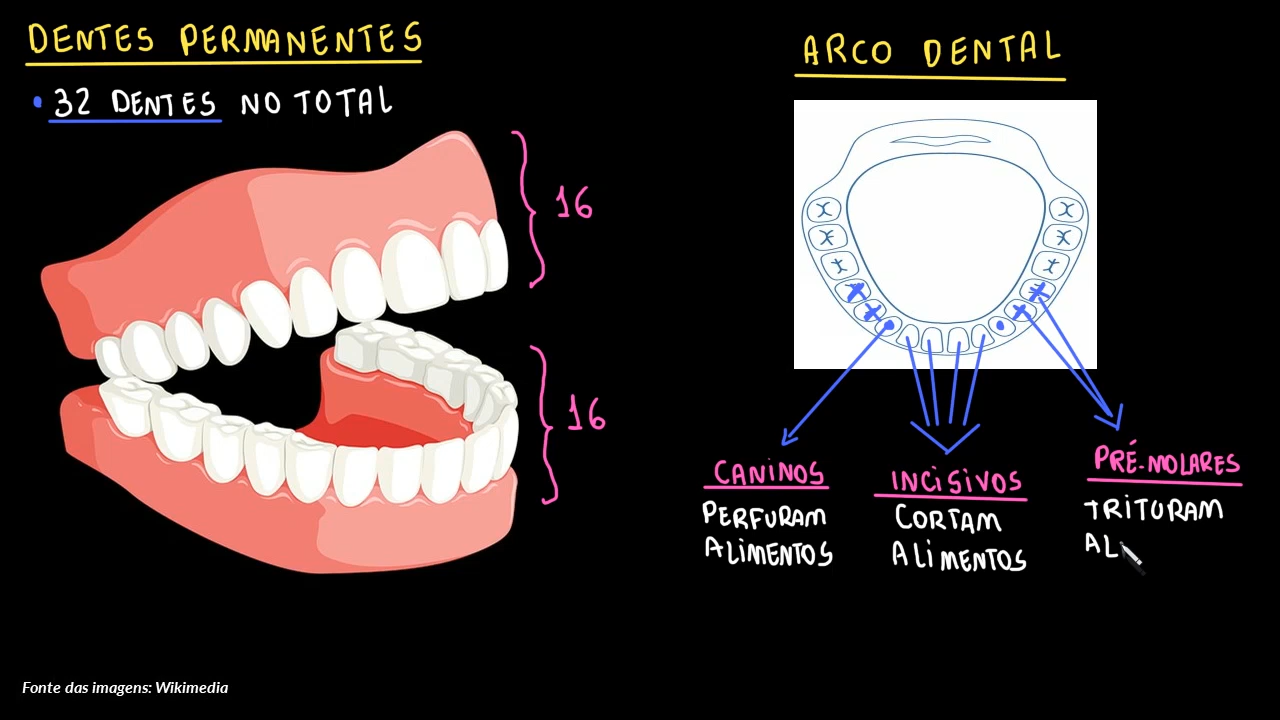 DENTES PERMANENTES
• 32 DENTES NO TOTAL
16
16
ARCO DENTAL
CANINOS
PERFURAM
ALIMENTOS
INCISIVOS
CORTAM
ALIMENTOS
PRÉ-MOLARES
TRITURAM
AL
Fonte das imagens: Wikimedia